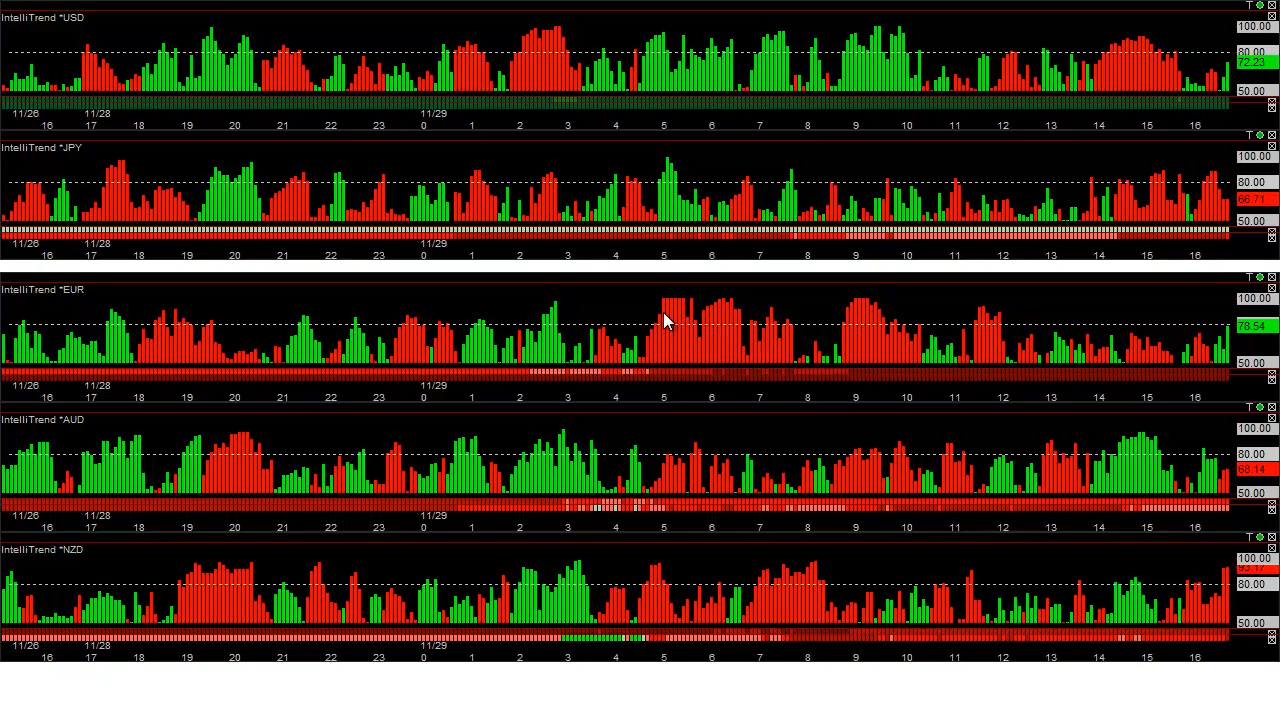 T
IntelliTrend *USD
100.00
80.00
72.23
50.00
11/26 11/28 11/29
16 17 18 19 20 21 22 23 0 1 2 3 4 5 6 7 8 9 10 11 12 13 14 15 16
T
IntelliTrend *JPY
100.00
80.00
66.71
50.00
11/26 11/28 11/29
16 17 18 19 20 21 22 23 0 1 2 3 4 5 6 7 8 9 10 11 12 13 14 15 16
T
IntelliTrend *EUR
100.00
78.54
50.00
11/26 11/28 11/29
16 17 18 19 20 21 22 23 0 1 2 3 4 5 6 7 8 9 10 11 12 13 14 15 16
T
IntelliTrend *AUD
100.00
80.00
68.14
50.00
11/26 11/28 11/29
16 17 18 19 20 21 22 23 0 1 2 3 4 5 6 7 8 9 10 11 12 13 14 15 16
T
IntelliTrend *NZD
100.00
80.00
50.00
11/26 11/28 11/29
16 17 18 19 20 21 22 23 0 1 2 3 4 5 6 7 8 9 10 11 12 13 14 15 16